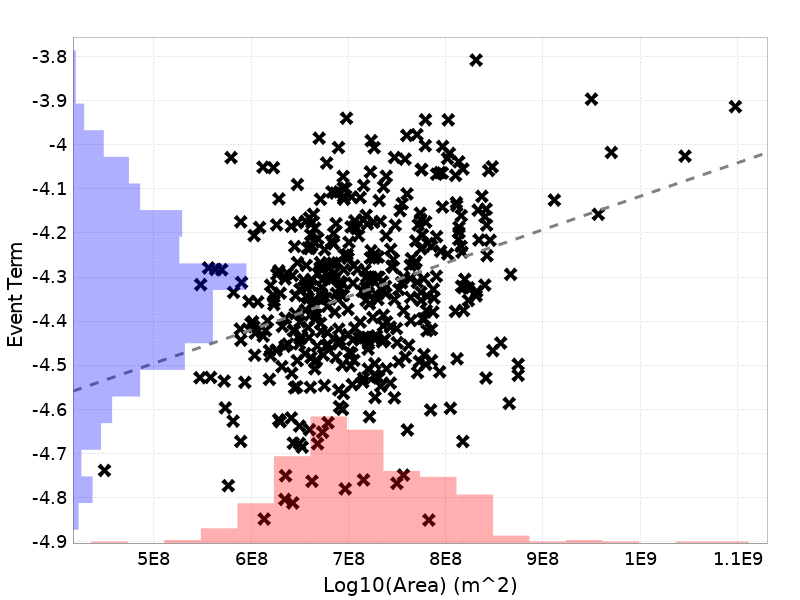 -3.8
-3.9
-4
-4.1
-4.2
-4.3
-4.4
-4.5
-4.6
-4.7
-4.8
-4.9
Event Term
5E8
6E8
7E8
8E8
9E8
1E9
1.1E9
Log10(Area) (m^2)